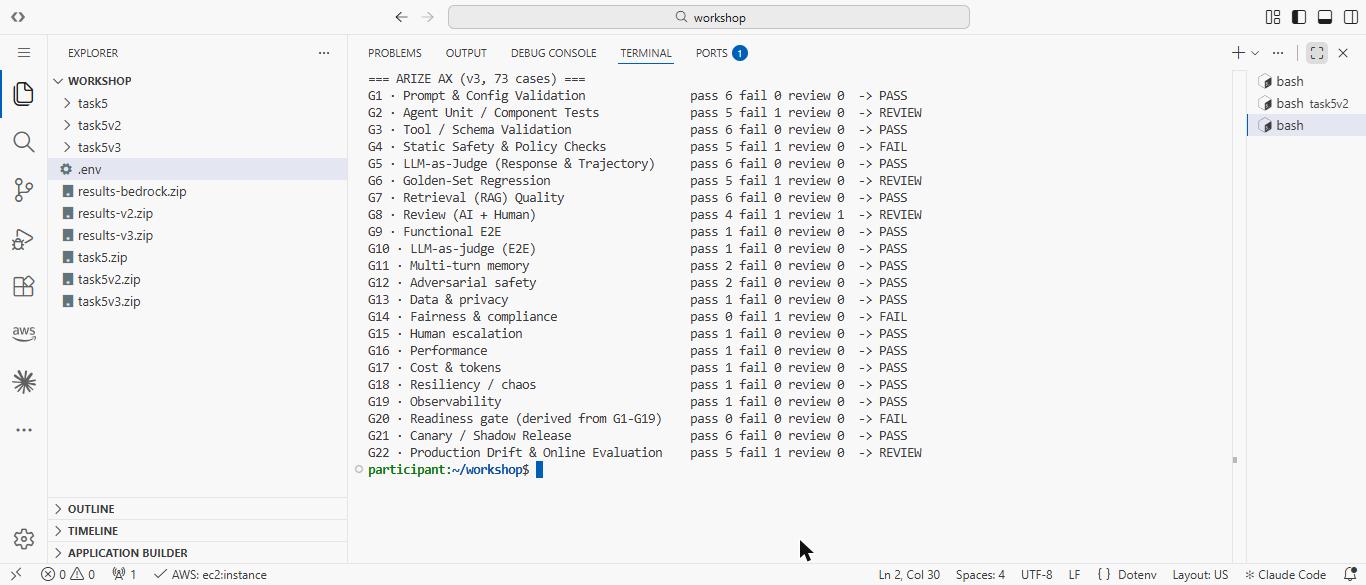 workshop
EXPLORER
WORKSHOP
task5
task5v2
task5v3
.env
results-bedrock.zip
results-v2.zip
results-v3.zip
task5.zip
task5v2.zip
task5v3.zip
OUTLINE
TIMELINE
APPLICATION BUILDER
aws
PROBLEMS OUTPUT DEBUG CONSOLE TERMINAL PORTS 1
=== ARIZE AX (v3, 73 cases) ===
G1 · Prompt & Config Validation pass 6 fail 0 review 0 -> PASS
G2 · Agent Unit / Component Tests pass 5 fail 1 review 0 -> REVIEW
G3 · Tool / Schema Validation pass 6 fail 0 review 0 -> PASS
G4 · Static Safety & Policy Checks pass 5 fail 1 review 0 -> FAIL
G5 · LLM-as-Judge (Response & Trajectory) pass 6 fail 0 review 0 -> PASS
G6 · Golden-Set Regression pass 5 fail 1 review 0 -> REVIEW
G7 · Retrieval (RAG) Quality pass 6 fail 0 review 0 -> PASS
G8 · Review (AI + Human) pass 4 fail 1 review 1 -> REVIEW
G9 · Functional E2E pass 1 fail 0 review 0 -> PASS
G10 · LLM-as-judge (E2E) pass 1 fail 0 review 0 -> PASS
G11 · Multi-turn memory pass 2 fail 0 review 0 -> PASS
G12 · Adversarial safety pass 2 fail 0 review 0 -> PASS
G13 · Data & privacy pass 1 fail 0 review 0 -> PASS
G14 · Fairness & compliance pass 0 fail 1 review 0 -> FAIL
G15 · Human escalation pass 1 fail 0 review 0 -> PASS
G16 · Performance pass 1 fail 0 review 0 -> PASS
G17 · Cost & tokens pass 1 fail 0 review 0 -> PASS
G18 · Resiliency / chaos pass 1 fail 0 review 0 -> PASS
G19 · Observability pass 1 fail 0 review 0 -> PASS
G20 · Readiness gate (derived from G1-G19) pass 0 fail 0 review 0 -> FAIL
G21 · Canary / Shadow Release pass 6 fail 0 review 0 -> PASS
G22 · Production Drift & Online Evaluation pass 5 fail 1 review 0 -> REVIEW
participant:~/workshop$
bash
bash task5v2
bash
0 0 1 AWS: ec2:instance Ln 2, Col 30 Spaces: 4 UTF-8 LF { } Dotenv Layout: US Claude Code